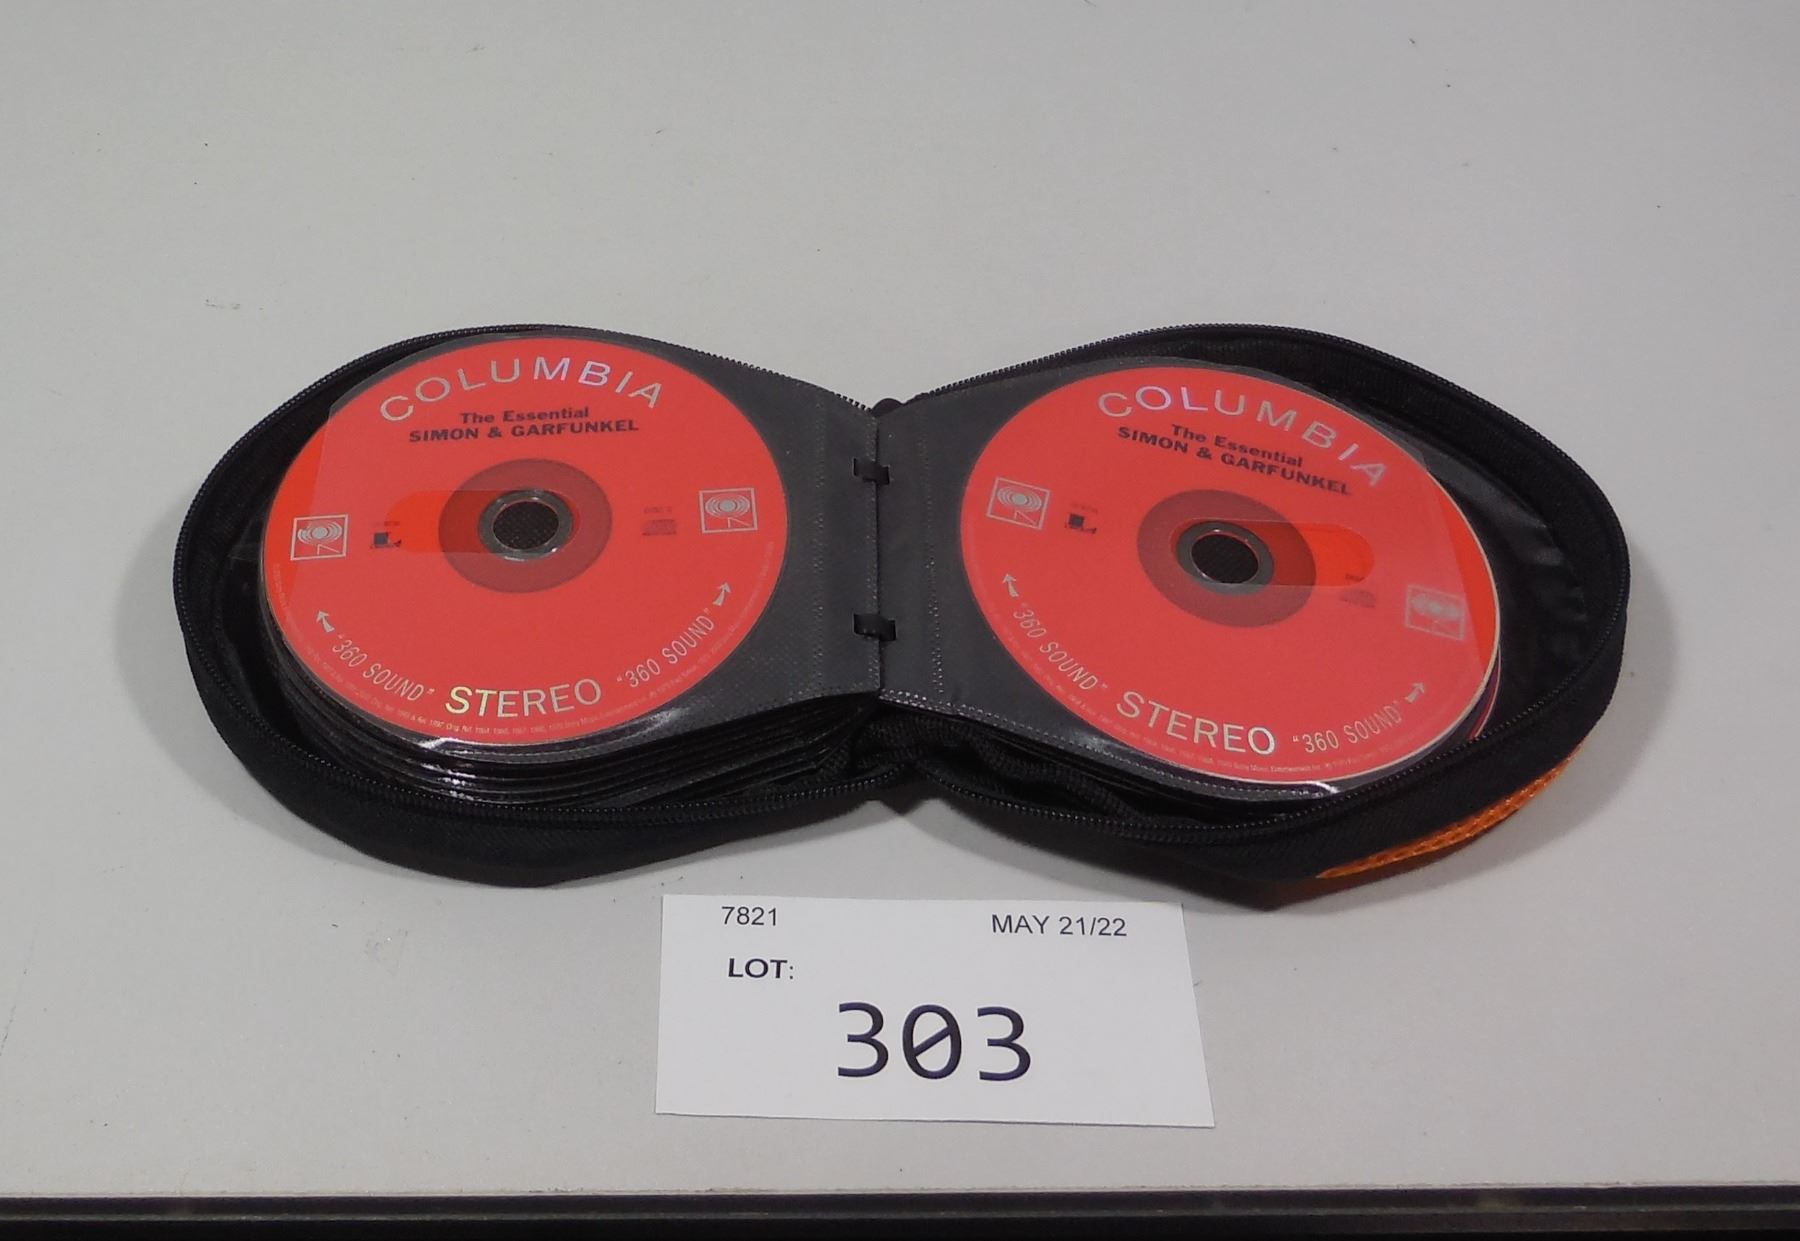 COLUMBIA
The Essential
SIMON & GARFUNKEL
"360 SOUND" STEREO "360 SOUND"
COLUMBIA
The Essential
SIMON & GARFUNKEL
"360 SOUND" STEREO "360 SOUND"
7821 MAY 21/22
LOT:
303